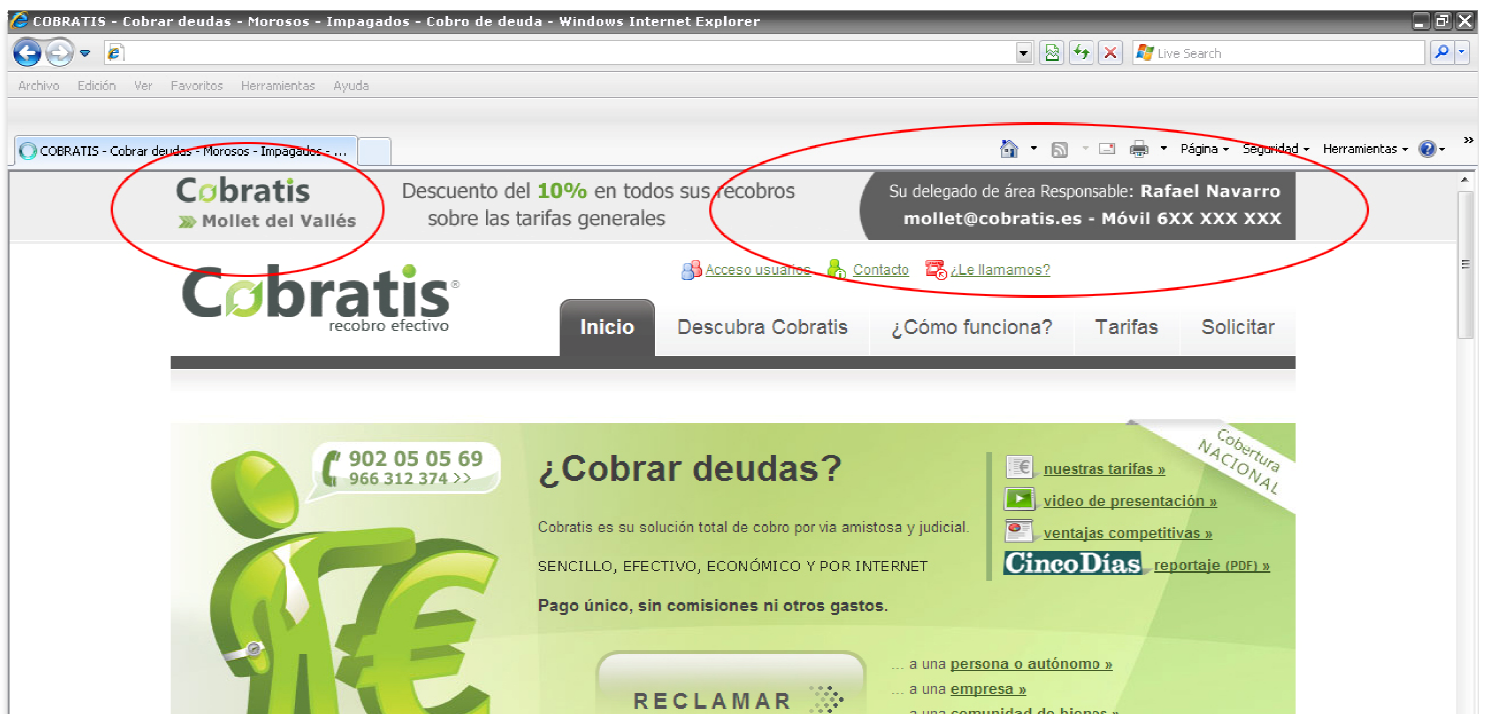 COBRATIS - Cobrar deudas - Morosos - Impagados - Cobro de deuda - Windows Internet Explorer
Live Search
Archivo Edición Ver Favoritos Herramientas Ayuda
COBRATIS - Cobrar deudas - Morosos - Impagados - ...
Página Seguridad Herramientas
Cobratis
Mollet del Vallés
Descuento del 10% en todos sus recobros
sobre las tarifas generales
Su delegado de área Responsable: Rafael Navarro
mollet@cobratis.es - Móvil 6XX XXX XXX
Cobratis®
recobro efectivo
Acceso usuarios Contacto ¿Le llamamos?
Inicio Descubra Cobratis ¿Cómo funciona? Tarifas Solicitar
902 05 05 69
966 312 374 >>
¿Cobrar deudas?
Cobratis es su solución total de cobro por via amistosa y judicial.
SENCILLO, EFECTIVO, ECONÓMICO Y POR INTERNET
Pago único, sin comisiones ni otros gastos.
Cobertura
NACIONAL
nuestras tarifas »
video de presentación »
ventajas competitivas »
CincoDías reportaje (PDF) »
RECLAMAR
... a una persona o autónomo »
... a una empresa »
... a una comunidad de bienes »